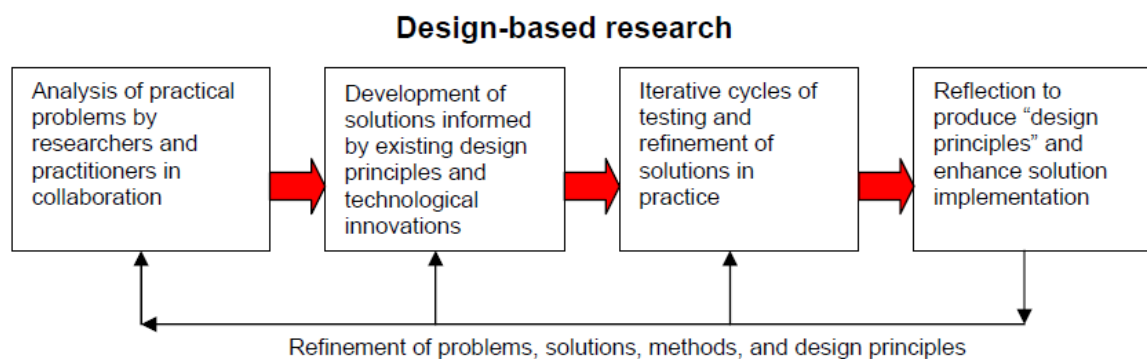 Design-based research
Analysis of practical
problems by
researchers and
practitioners in
collaboration
Development of
solutions informed
by existing design
principles and
technological
innovations
Iterative cycles of
testing and
refinement of
solutions in
practice
Reflection to
produce “design
principles” and
enhance solution
implementation
Refinement of problems, solutions, methods, and design principles